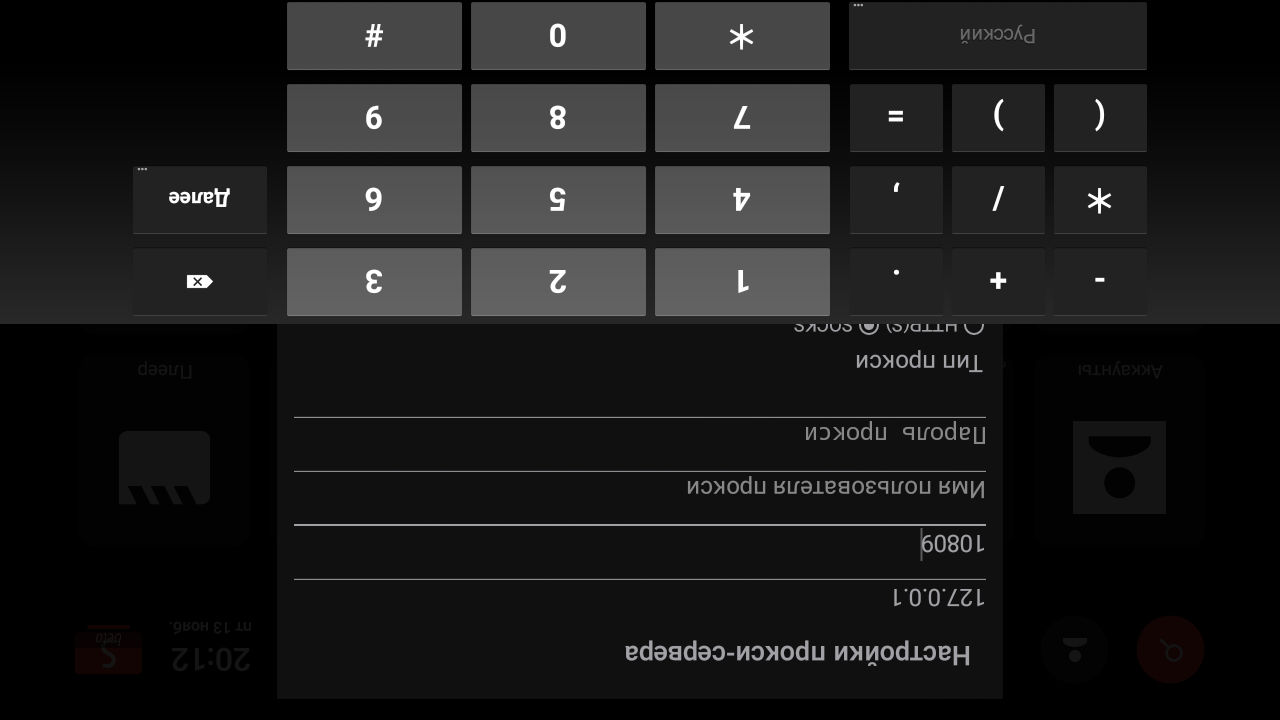 20:12
пт 13 нояб.
beta
Настройки прокси-сервера
127.0.0.1
10809
Имя пользователя прокси
Пароль прокси
Аккаунты
Плеер
Тип прокси
HTTP(S) SOCKS
- + . 1 2 3
* / , 4 5 6 Далее
( ) = 7 8 9
Русский * 0 #